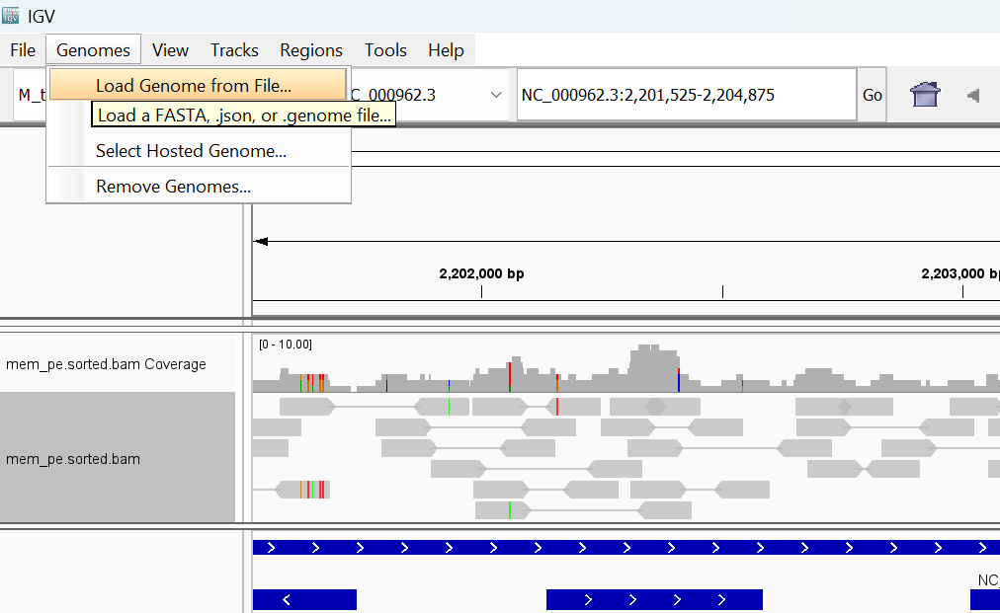 IGV
File Genomes View Tracks Regions Tools Help
M_t C_000962.3 NC_000962.3:2,201,525-2,204,875 Go
Load Genome from File...
Load a FASTA, .json, or .genome file...
Select Hosted Genome...
Remove Genomes...
2,202,000 bp 2,203,000 bp
[0 - 10.00]
mem_pe.sorted.bam Coverage
mem_pe.sorted.bam
NC_